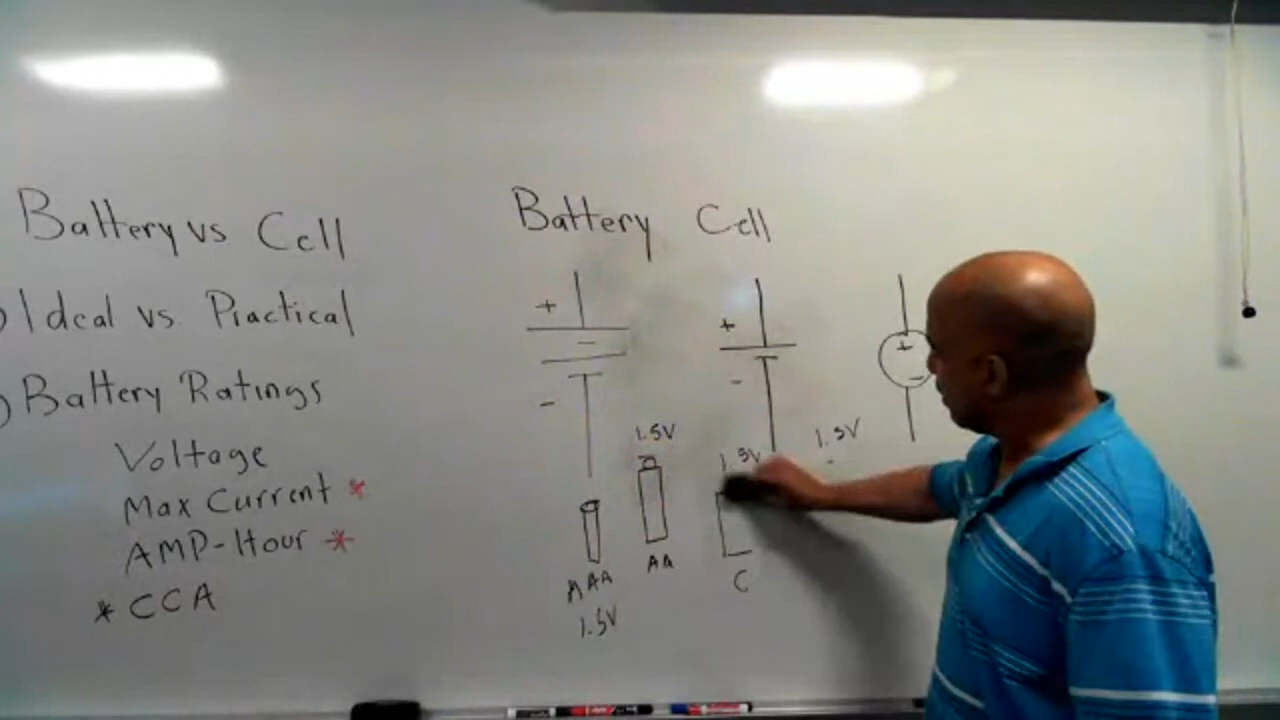 Battery vs Cell
) Ideal vs. Practical
) Battery Ratings
Voltage
Max Current *
AMP-Hour *
* CCA
Battery Cell
+ + +
- - -
-
1.5V 1.5V 1.5V
AAA AA C
1.5V